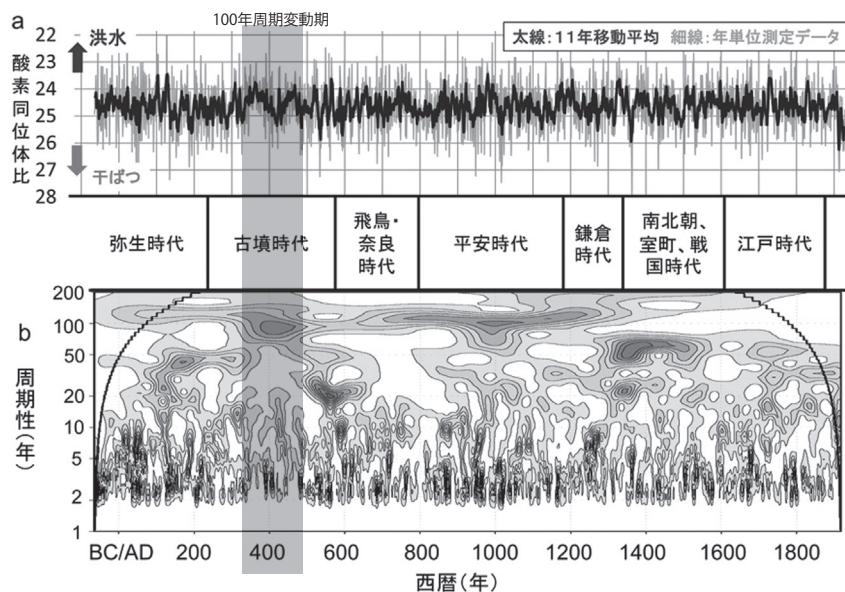 100年周期変動期
a
22
23
24
25
26
27
28
酸素同位体比
洪水
干ばつ
太線：11年移動平均 細線：年単位測定データ
弥生時代
古墳時代
飛鳥・
奈良
時代
平安時代
鎌倉
時代
南北朝、
室町、戦
国時代
江戸時代
b
200
100
50
20
10
5
2
1
周期性(年)
BC/AD 200 400 600 800 1000 1200 1400 1600 1800
西暦(年)